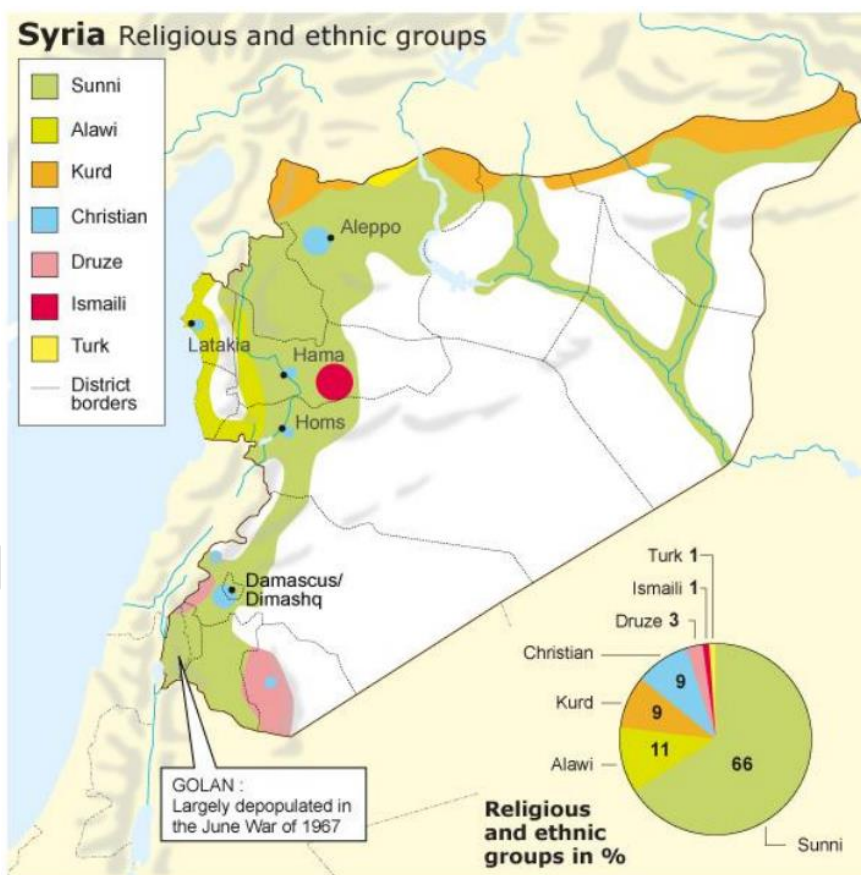 Syria Religious and ethnic groups
Sunni
Alawi
Kurd
Christian
Druze
Ismaili
Turk
District
borders
Aleppo
Latakia
Hama
Homs
Damascus/
Dimashq
GOLAN :
Largely depopulated in
the June War of 1967
Turk 1
Ismaili 1
Druze 3
Christian
9
Kurd
9
Alawi
11
66
Sunni
Religious
and ethnic
groups in %